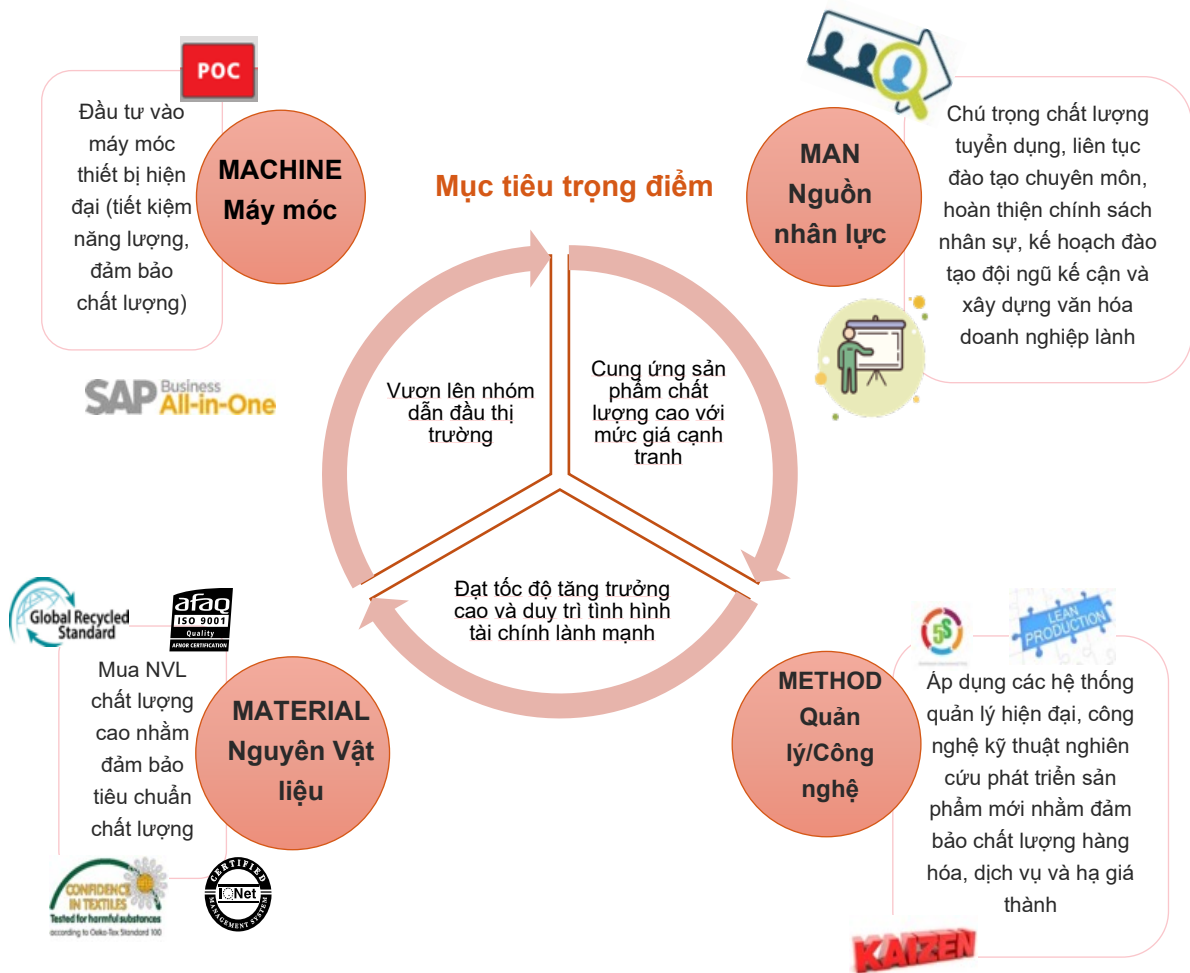 POC
Đầu tư vào
máy móc
thiết bị hiện
đại (tiết kiệm
năng lượng,
đảm bảo
chất lượng)
MACHINE
Máy móc
SAP Business
All-in-One
Mục tiêu trọng điểm
MAN
Nguồn
nhân lực
Chú trọng chất lượng
tuyển dụng, liên tục
đào tạo chuyên môn,
hoàn thiện chính sách
nhân sự, kế hoạch đào
tạo đội ngũ kế cận và
xây dựng văn hóa
doanh nghiệp lành
Vươn lên nhóm
dẫn đầu thị
trường
Cung ứng sản
phẩm chất
lượng cao với
mức giá cạnh
tranh
Đạt tốc độ tăng trưởng
cao và duy trì tình hình
tài chính lành mạnh
Global Recycled
Standard
afaq
ISO 9001
Quality
AFNOR CERTIFICATION
Mua NVL
chất lượng
cao nhằm
đảm bảo
tiêu chuẩn
chất lượng
MATERIAL
Nguyên Vật
liệu
CONFIDENCE
IN TEXTILES
Tested for harmful substances
according to Oeko-Tex Standard 100
CERTIFIED
IQNet
MANAGEMENT SYSTEM
5S
LEAN
PRODUCTION
METHOD
Quản
lý/Công
nghệ
Áp dụng các hệ thống
quản lý hiện đại, công
nghệ kỹ thuật nghiên
cứu phát triển sản
phẩm mới nhằm đảm
bảo chất lượng hàng
hóa, dịch vụ và hạ giá
thành
KAIZEN